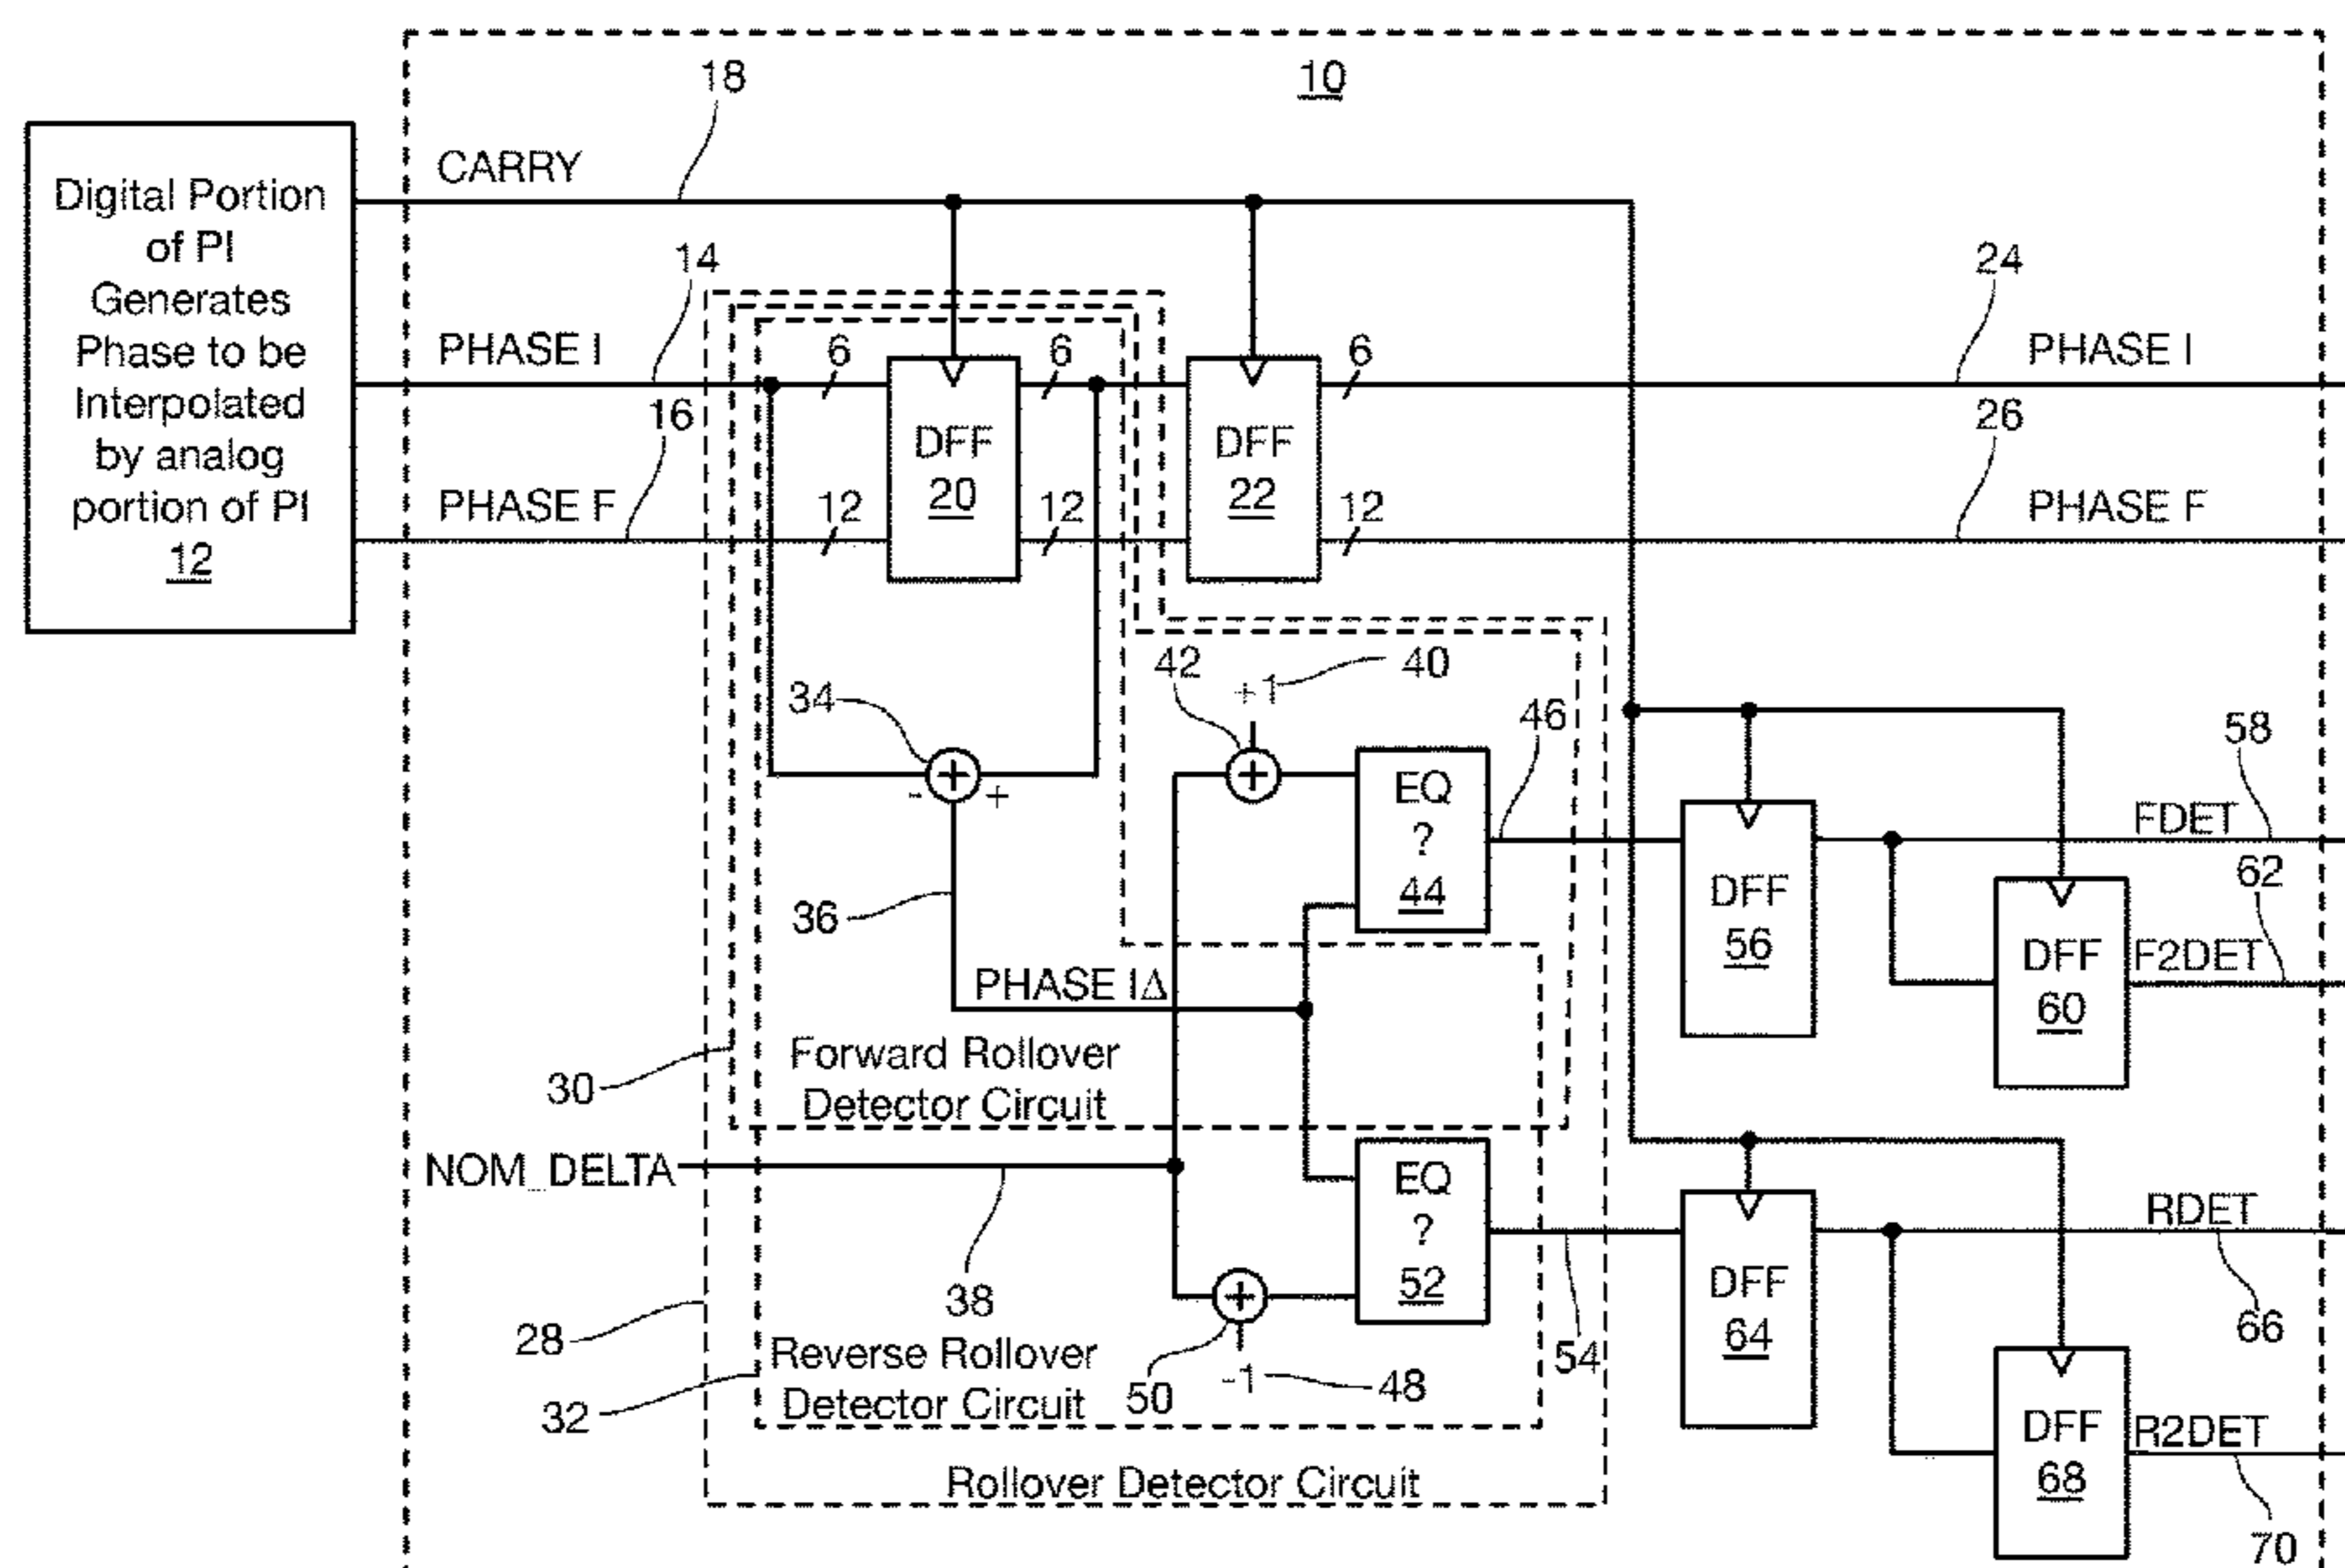 10
18
CARRY
Digital Portion
of PI
Generates
Phase to be
Interpolated
by analog
portion of PI
12
14
PHASE I
16
PHASE F
6
6
6
12
12
12
DFF
20
DFF
22
24
PHASE I
26
PHASE F
34
- +
36
PHASE IΔ
42
+1
40
EQ
?
44
46
Forward Rollover
Detector Circuit
30
NOM_DELTA
38
28
32
Reverse Rollover
Detector Circuit
50
-1
48
EQ
?
52
54
Rollover Detector Circuit
DFF
56
58
FDET
62
F2DET
DFF
60
DFF
64
RDET
66
DFF
68
R2DET
70